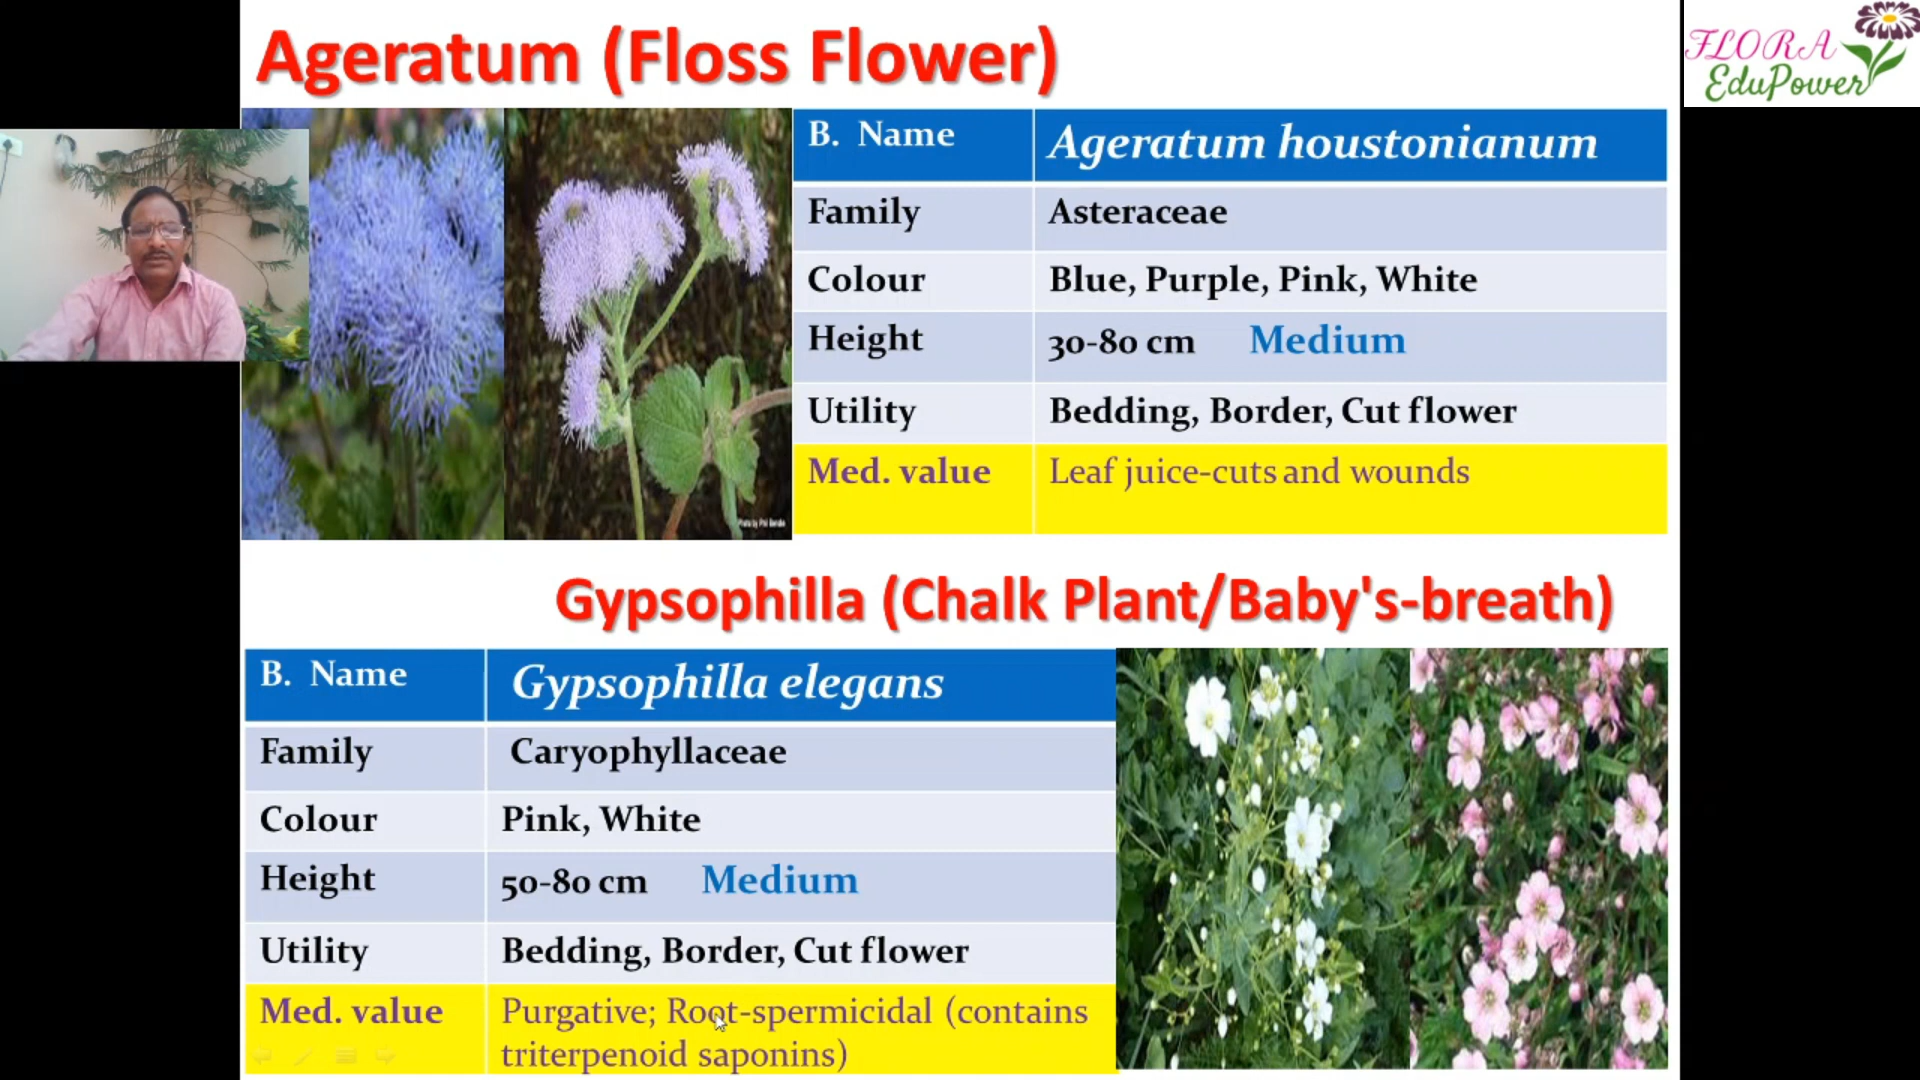 Ageratum (Floss Flower)
FLORA
EduPower
B. Name Ageratum houstonianum
Family Asteraceae
Colour Blue, Purple, Pink, White
Height 30-80 cm Medium
Utility Bedding, Border, Cut flower
Med. value Leaf juice-cuts and wounds
Gypsophilla (Chalk Plant/Baby's-breath)
B. Name Gypsophilla elegans
Family Caryophyllaceae
Colour Pink, White
Height 50-80 cm Medium
Utility Bedding, Border, Cut flower
Med. value Purgative; Root-spermicidal (contains
triterpenoid saponins)